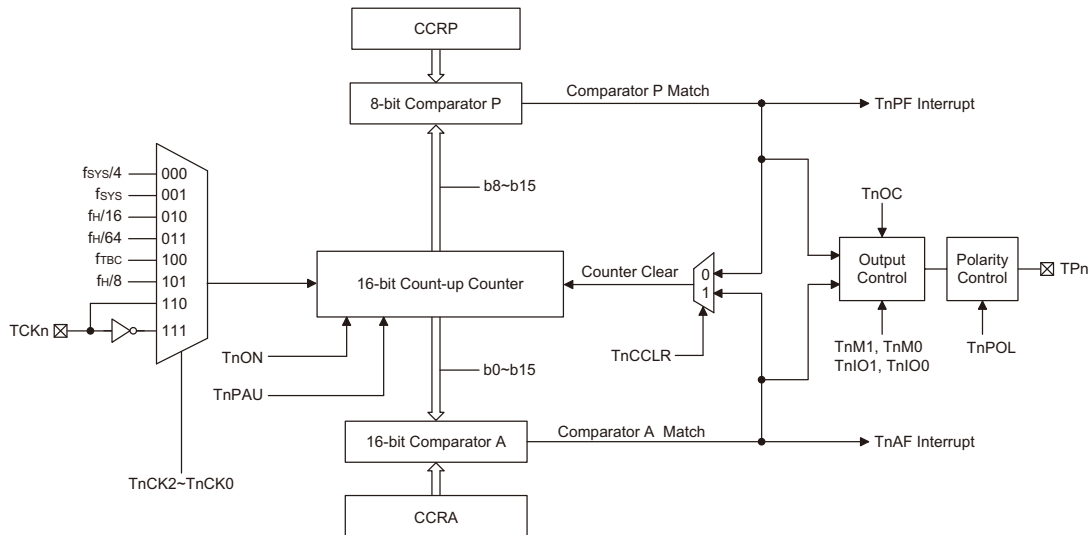 CCRP
8-bit Comparator P
Comparator P Match
TnPF Interrupt
b8~b15
fSYS/4
000
fSYS
001
fH/16
010
fH/64
011
fTBC
100
fH/8
101
110
TCKn
111
TnCK2~TnCK0
16-bit Count-up Counter
Counter Clear
0
1
TnCCLR
TnOC
Output
Control
Polarity
Control
TPn
TnM1, TnM0
TnIO1, TnIO0
TnPOL
TnON
TnPAU
b0~b15
16-bit Comparator A
Comparator A Match
TnAF Interrupt
CCRA